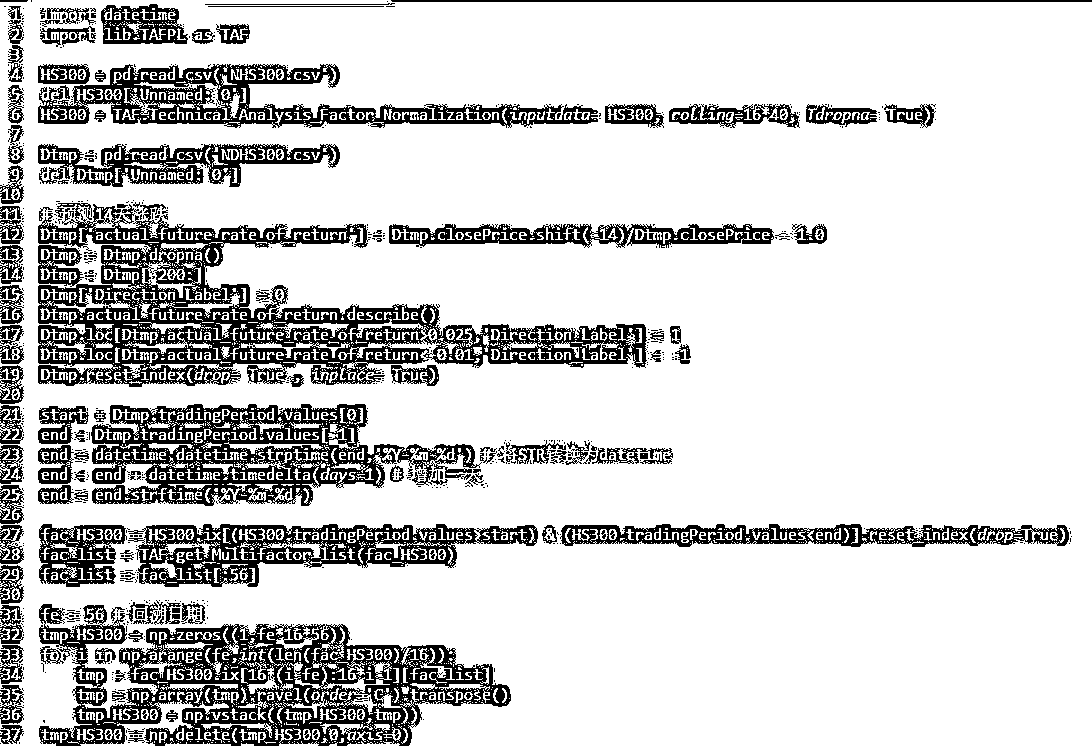 1 import datetime
2 import lib.TAFPL as TAF
3
4 HS300 = pd.read_csv('NHS300.csv')
5 del HS300['Unnamed: 0']
6 HS300 = TAF.Technical_Analysis_Factor_Normalization(inputdata= HS300, rolling=16*40, Tdropna= True)
7
8 Dtmp = pd.read_csv('NDHS300.csv')
9 del Dtmp['Unnamed: 0']
10
11 # 预测14天涨跌
12 Dtmp['actual_future_rate_of_return'] = Dtmp.closePrice.shift(-14)/Dtmp.closePrice - 1.0
13 Dtmp = Dtmp.dropna()
14 Dtmp = Dtmp[-200:]
15 Dtmp['Direction_Label'] = 0
16 Dtmp.actual_future_rate_of_return.describe()
17 Dtmp.loc[Dtmp.actual_future_rate_of_return>0.025,'Direction_Label'] = 1
18 Dtmp.loc[Dtmp.actual_future_rate_of_return<-0.01,'Direction_Label'] = -1
19 Dtmp.reset_index(drop= True , inplace= True)
20
21 start = Dtmp.tradingPeriod.values[0]
22 end = Dtmp.tradingPeriod.values[-1]
23 end = datetime.datetime.strptime(end,'%Y-%m-%d') # 将STR转换为datetime
24 end = end + datetime.timedelta(days=1) # 增加一天
25 end = end.strftime('%Y-%m-%d')
26
27 fac_HS300 = HS300.ix[(HS300.tradingPeriod.values>start) & (HS300.tradingPeriod.values<end)].reset_index(drop=True)
28 fac_list = TAF.get_Multifactor_list(fac_HS300)
29 fac_list = fac_list[:56]
30
31 fe = 56 # 回溯日期
32 tmp_HS300 = np.zeros((1,fe*16*56))
33 for i in np.arange(fe,int(len(fac_HS300)/16)):
34 tmp = fac_HS300.ix[16*(i-fe):16*i-1][fac_list]
35 tmp = np.array(tmp).ravel(order='C').transpose()
36 tmp_HS300 = np.vstack((tmp_HS300,tmp))
37 tmp_HS300 = np.delete(tmp_HS300,0,axis=0)